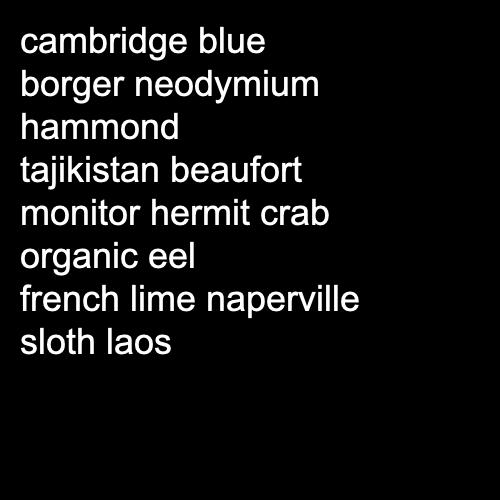 cambridge blue
borger neodymium
hammond
tajikistan beaufort
monitor hermit crab
organic eel
french lime naperville
sloth laos